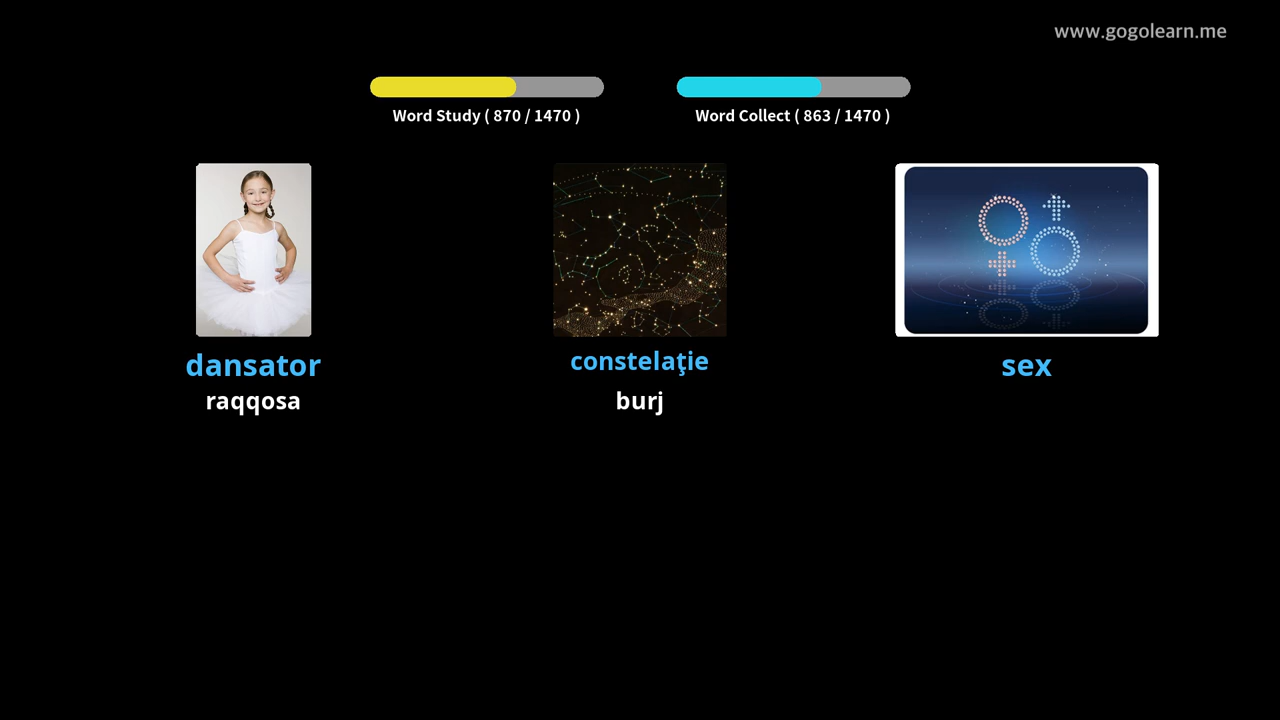 www.gogolearn.me
Word Study ( 870 / 1470 )
Word Collect ( 863 / 1470 )
dansator
constelaţie
sex
raqqosa
burj